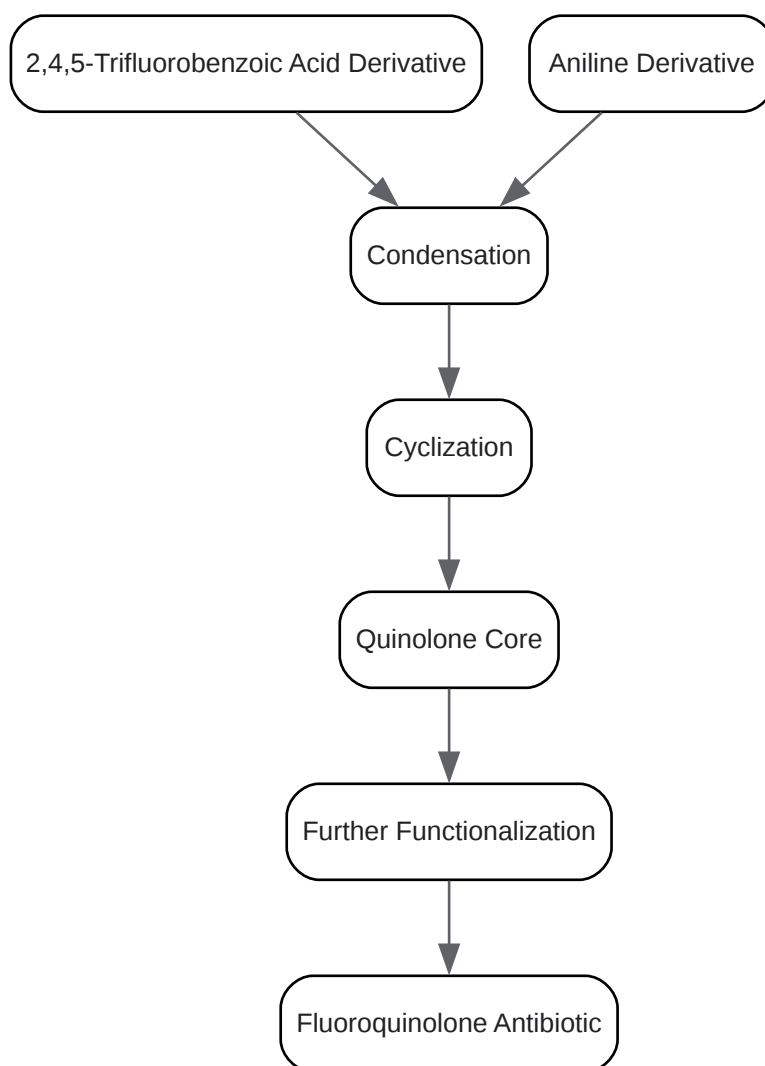 2,4,5-Trifluorobenzoic Acid Derivative
Aniline Derivative
Condensation
Cyclization
Quinolone Core
Further Functionalization
Fluoroquinolone Antibiotic